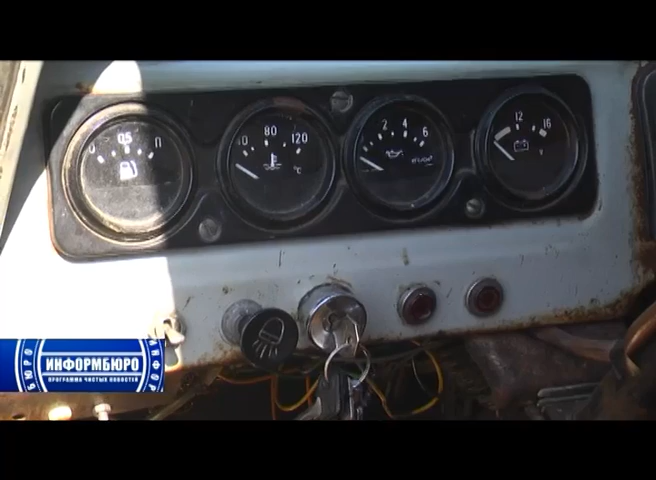 0 0,5 П
40 80 120
°C
2 4 6
12 16
V
ИНФОРМБЮРО
ПРОГРАММА ЧИСТЫХ НОВОСТЕЙ